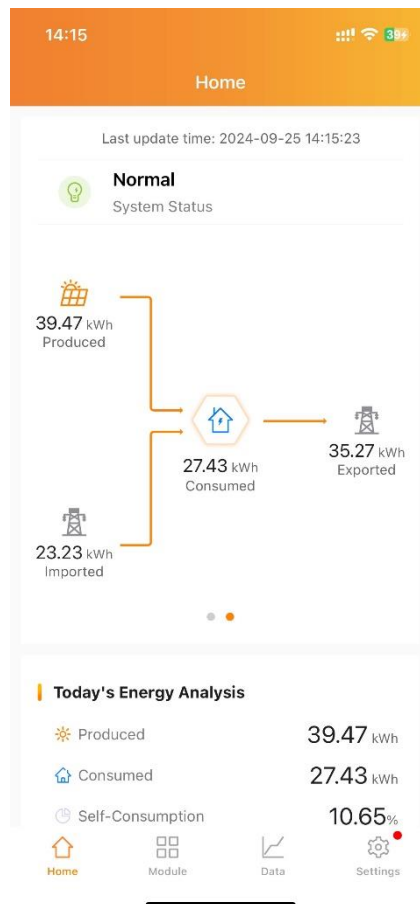 14:15
39
Home
Last update time: 2024-09-25 14:15:23
Normal
System Status
39.47 kWh
Produced
27.43 kWh
Consumed
35.27 kWh
Exported
23.23 kWh
Imported
Today's Energy Analysis
Produced 39.47 kWh
Consumed 27.43 kWh
Self-Consumption 10.65%
Home Module Data Settings